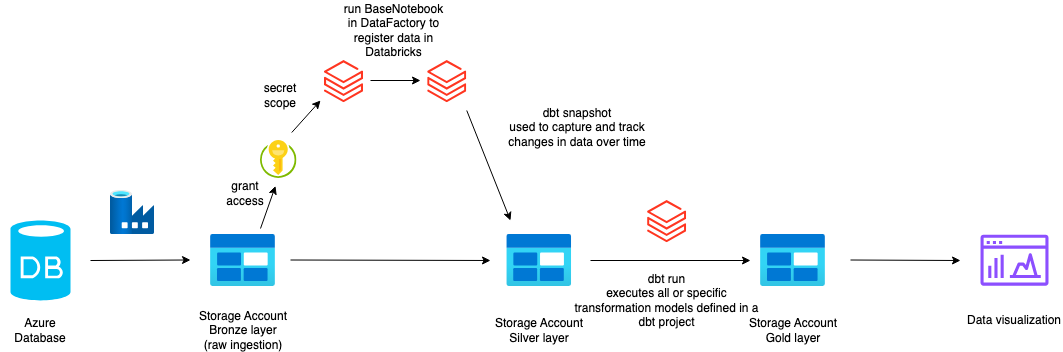 run BaseNotebook
in DataFactory to
register data in
Databricks
secret
scope
dbt snapshot
used to capture and track
changes in data over time
grant
access
DB
dbt run
executes all or specific
transformation models defined in a
dbt project
Azure
Database
Storage Account
Bronze layer
(raw ingestion)
Storage Account
Silver layer
Storage Account
Gold layer
Data visualization